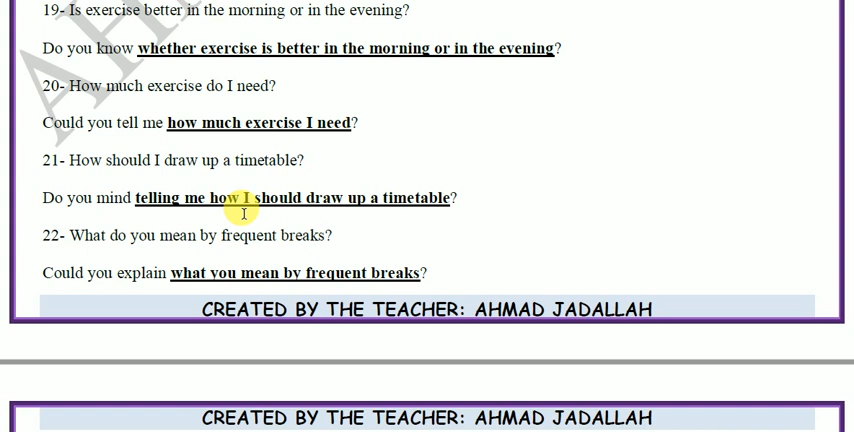 19- Is exercise better in the morning or in the evening?
Do you know whether exercise is better in the morning or in the evening?
20- How much exercise do I need?
Could you tell me how much exercise I need?
21- How should I draw up a timetable?
Do you mind telling me how I should draw up a timetable?
22- What do you mean by frequent breaks?
Could you explain what you mean by frequent breaks?
CREATED BY THE TEACHER: AHMAD JADALLAH
CREATED BY THE TEACHER: AHMAD JADALLAH